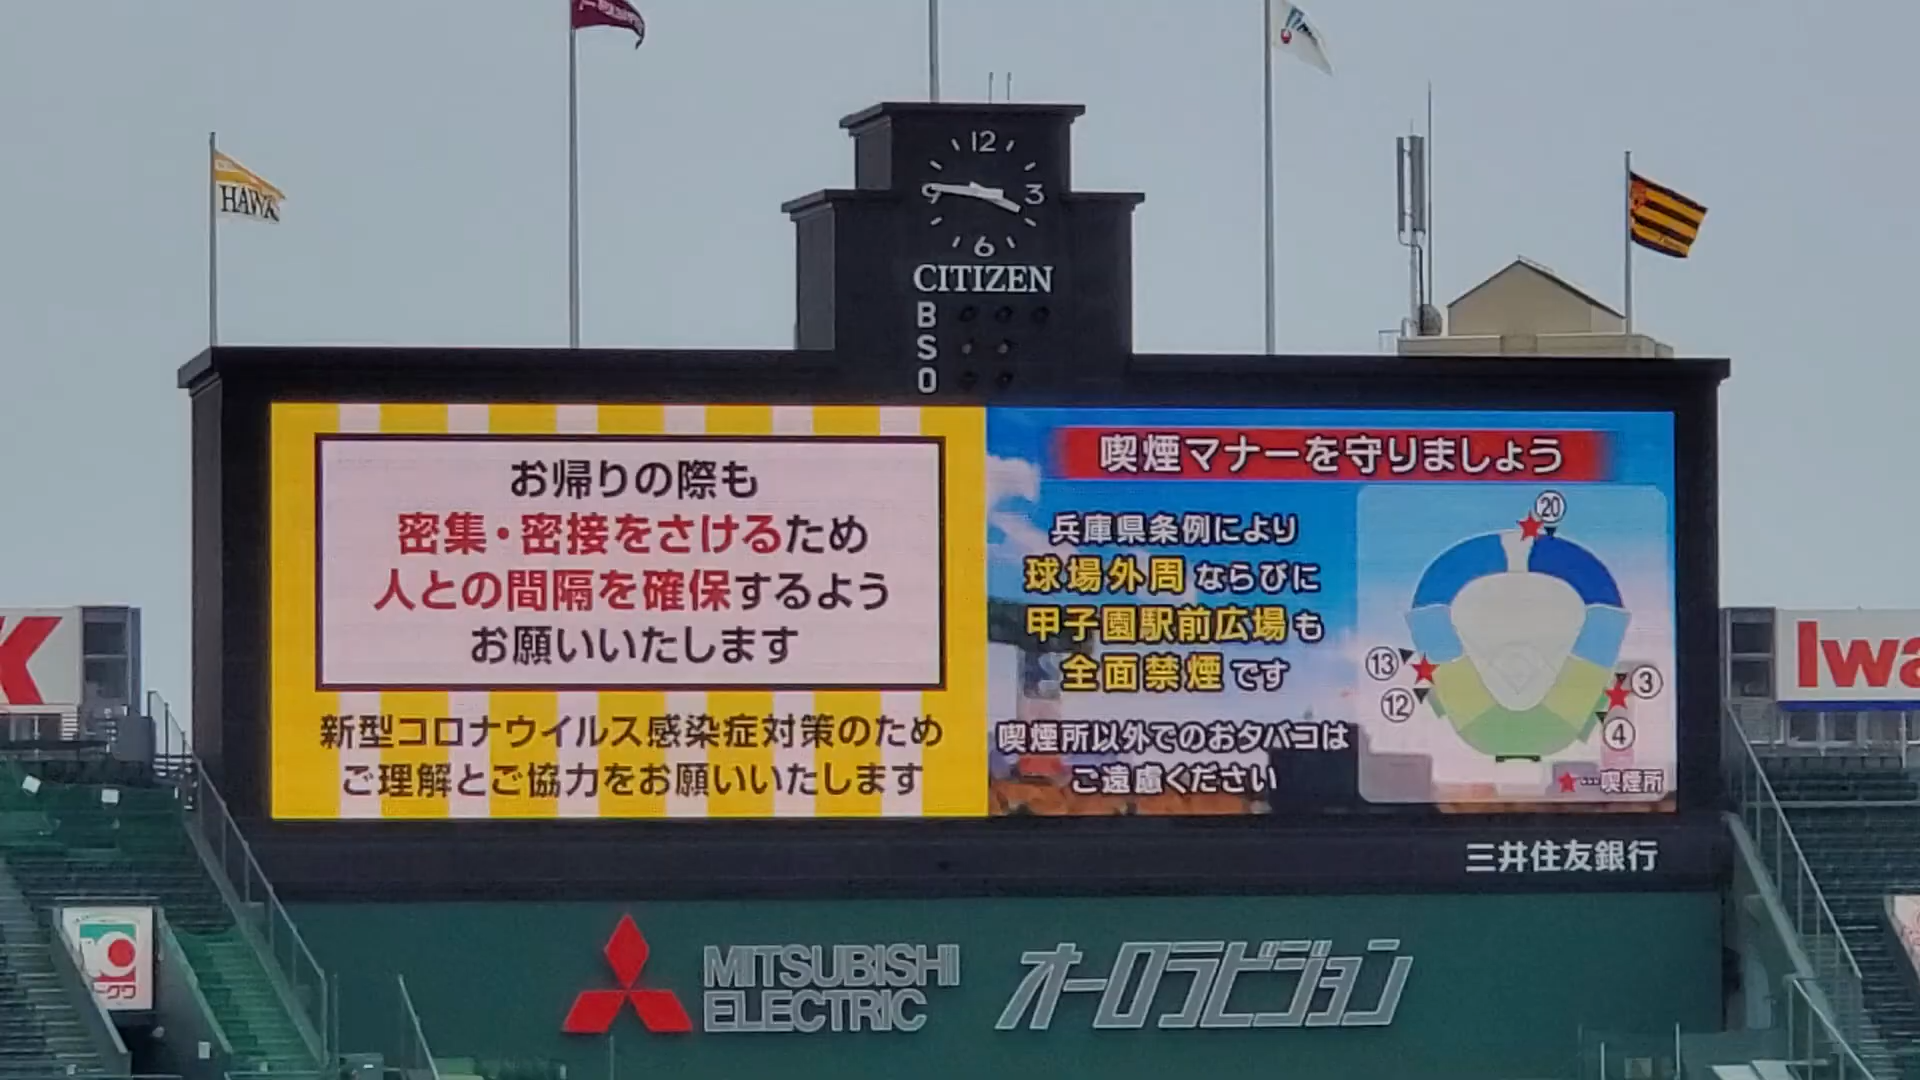 HAWK
12
9
3
6
CITIZEN
B
S
O
お帰りの際も
密集・密接をさけるため
人との間隔を確保するよう
お願いいたします
新型コロナウイルス感染症対策のため
ご理解とご協力をお願いいたします
喫煙マナーを守りましょう
兵庫県条例により
球場外周ならびに
甲子園駅前広場も
全面禁煙です
喫煙所以外でのおタバコは
ご遠慮ください
⑳
⑬
⑫
③
④
★…喫煙所
三井住友銀行
K
Iwa
MITSUBISHI
ELECTRIC
オーロラビジョン